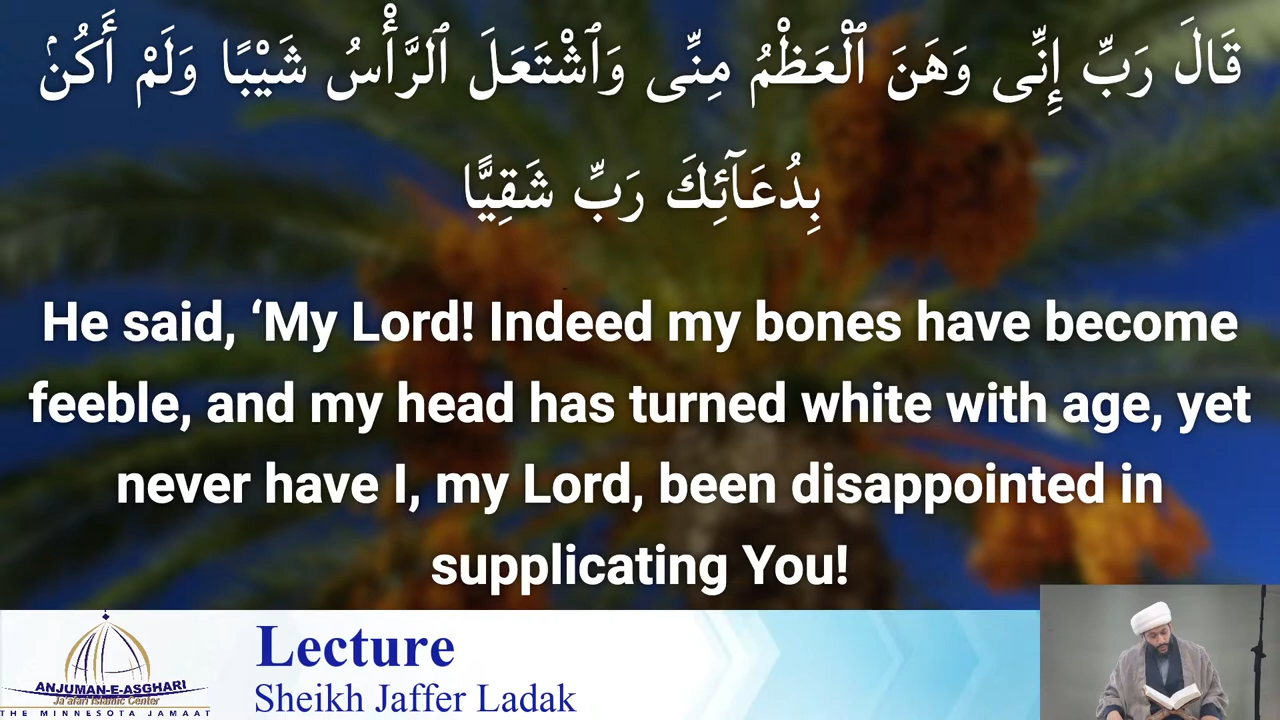 قَالَ رَبِّ إِنِّى وَهَنَ ٱلْعَظْمُ مِنِّى وَٱشْتَعَلَ ٱلرَّأْسُ شَيْبًا وَلَمْ أَكُنۢ
بِدُعَآئِكَ رَبِّ شَقِيًّا
He said, ‘My Lord! Indeed my bones have become
feeble, and my head has turned white with age, yet
never have I, my Lord, been disappointed in
supplicating You!
Lecture
Sheikh Jaffer Ladak
ANJUMAN-E-ASGHARI
Ja'afari Islamic Center
THE MINNESOTA JAMAAT